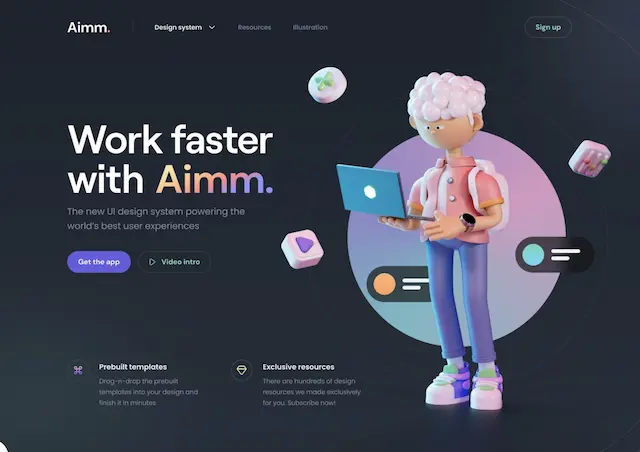 Aimm.
Design system
Resources
Illustration
Sign up
Work faster
with Aimm.
The new UI design system powering the
world's best user experiences
Get the app
Video intro
Prebuilt templates
Drag-n-drop the prebuilt
templates into your design and
finish it in minutes
Exclusive resources
There are hundreds of design
resources we made exclusively
for you. Subscribe now!